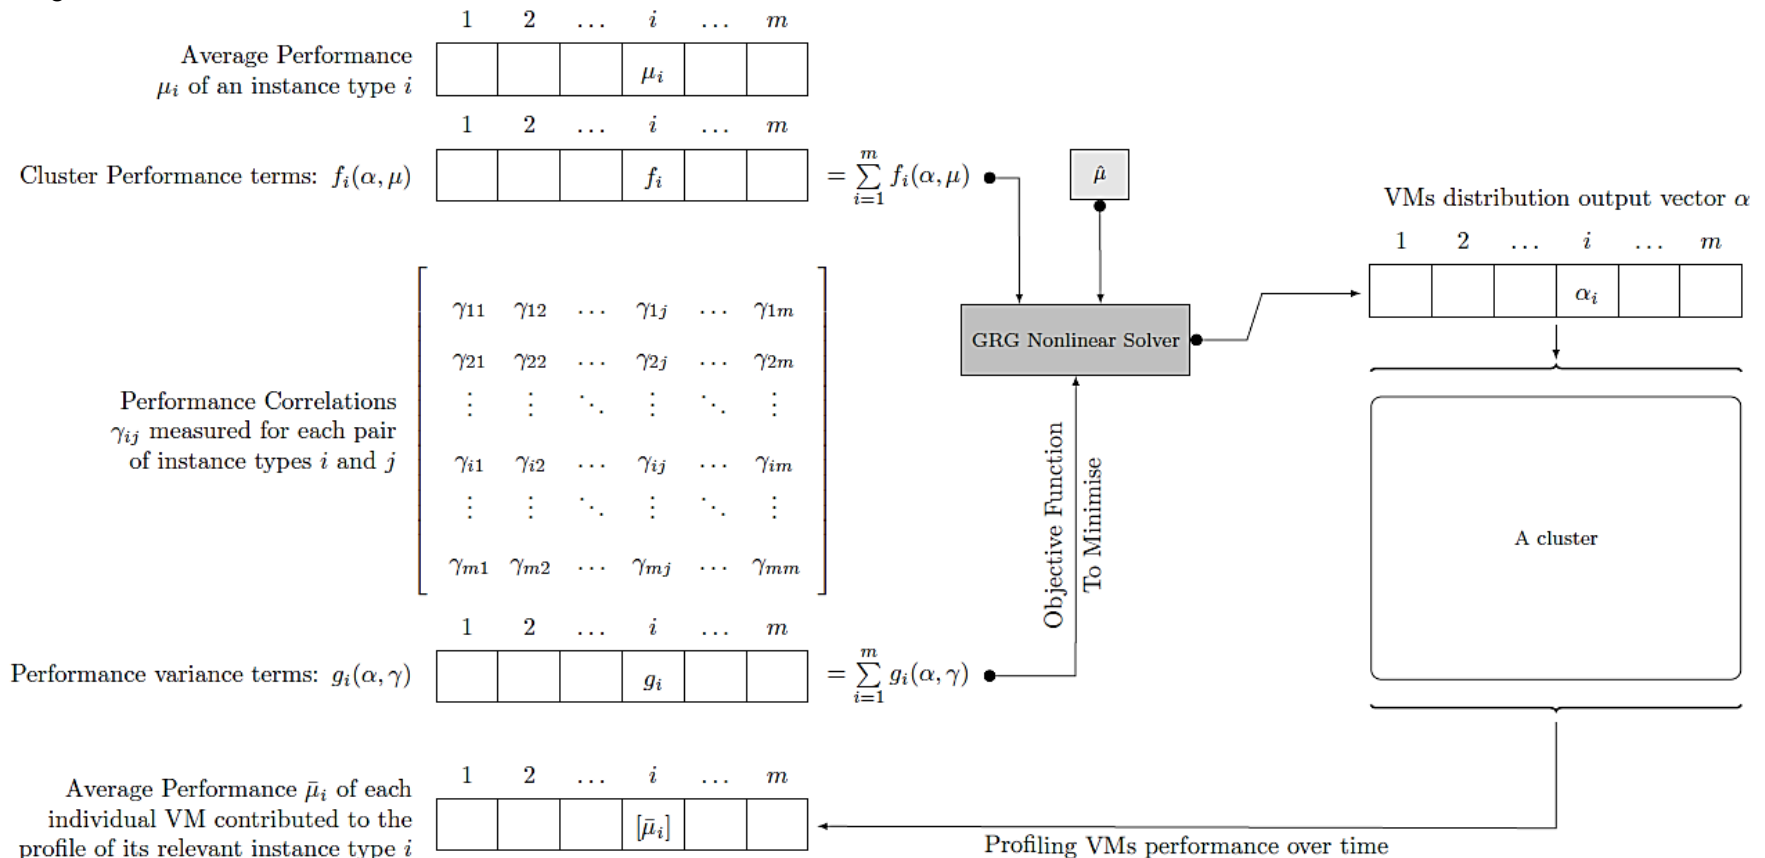 1 2 … i … m
Average Performance
μᵢ of an instance type i
μᵢ
1 2 … i … m
Cluster Performance terms: fᵢ(α, μ)
fᵢ
= ∑ᵢ₌₁ᵐ fᵢ(α, μ)
μ̂
Performance Correlations
γᵢⱼ measured for each pair
of instance types i and j
γ₁₁ γ₁₂ … γ₁ⱼ … γ₁ₘ
γ₂₁ γ₂₂ … γ₂ⱼ … γ₂ₘ
⋮ ⋮ ⋱ ⋮ ⋱ ⋮
γᵢ₁ γᵢ₂ … γᵢⱼ … γᵢₘ
⋮ ⋮ ⋱ ⋮ ⋱ ⋮
γₘ₁ γₘ₂ … γₘⱼ … γₘₘ
1 2 … i … m
Performance variance terms: gᵢ(α, γ)
gᵢ
= ∑ᵢ₌₁ᵐ gᵢ(α, γ)
GRG Nonlinear Solver
Objective Function
To Minimise
VMs distribution output vector α
1 2 … i … m
αᵢ
A cluster
1 2 … i … m
Average Performance μ̄ᵢ of each
individual VM contributed to the
profile of its relevant instance type i
[μ̄ᵢ]
Profiling VMs performance over time